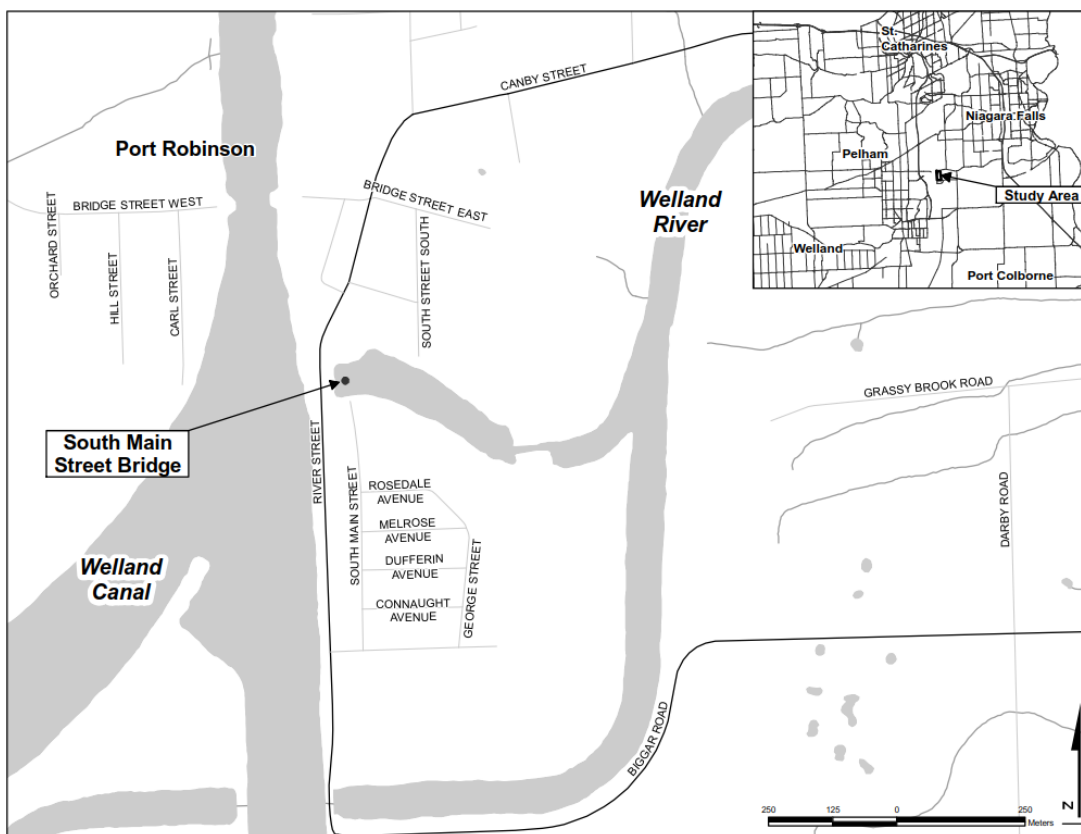 St.
Catharines
Niagara Falls
Pelham
Study Area
Welland
Port Colborne
CANBY STREET
Port Robinson
BRIDGE STREET WEST
BRIDGE STREET EAST
Welland
River
ORCHARD STREET
HILL STREET
CARL STREET
SOUTH STREET SOUTH
GRASSY BROOK ROAD
South Main
Street Bridge
RIVER STREET
SOUTH MAIN STREET
ROSEDALE
AVENUE
MELROSE
AVENUE
DUFFERIN
AVENUE
CONNAUGHT
AVENUE
GEORGE STREET
DARBY ROAD
Welland
Canal
BIGGAR ROAD
250 125 0 250
Meters
N